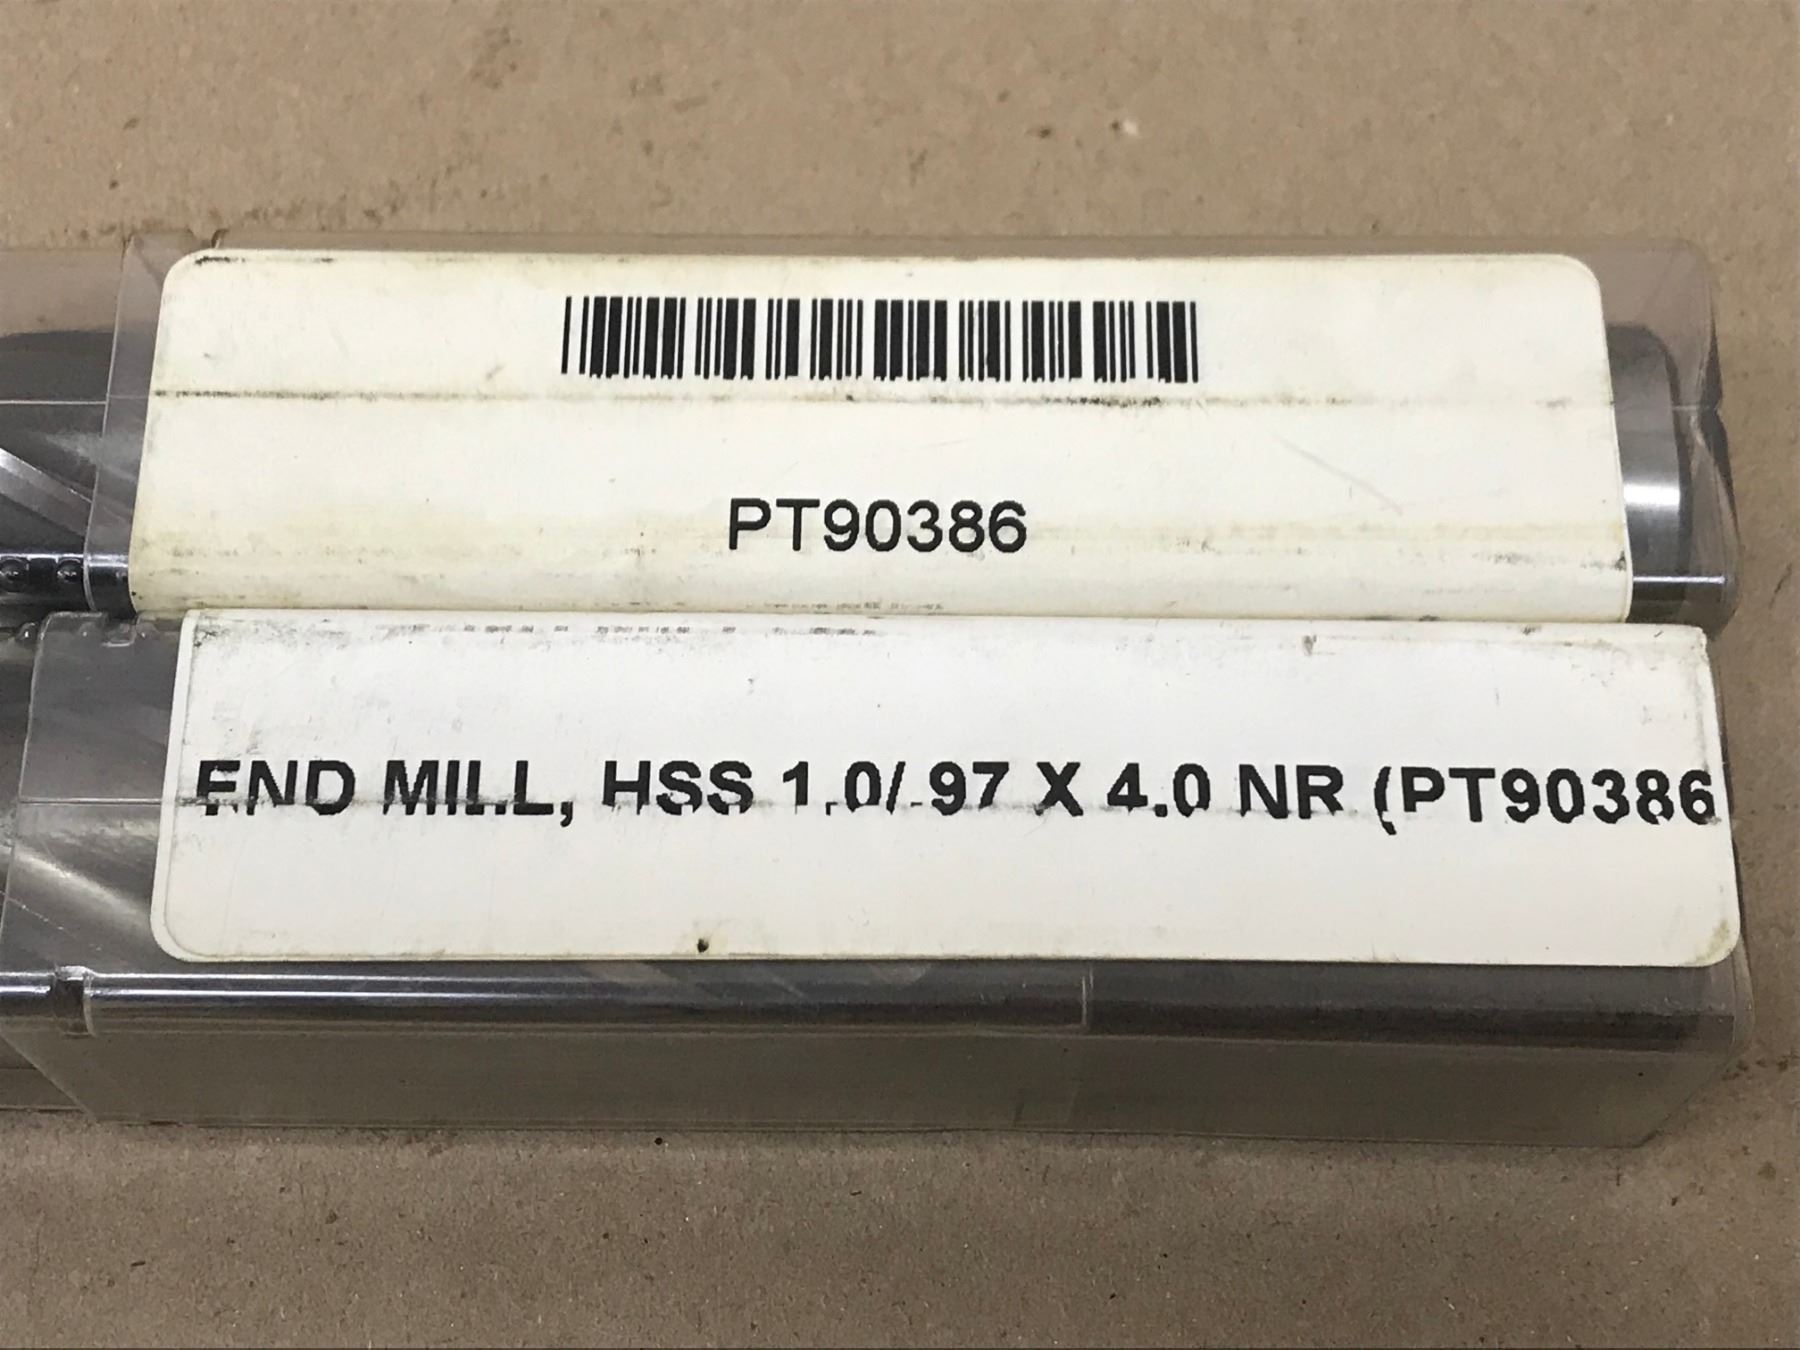 PT90386
END MILL, HSS 1.0/.97 X 4.0 NR (PT90386